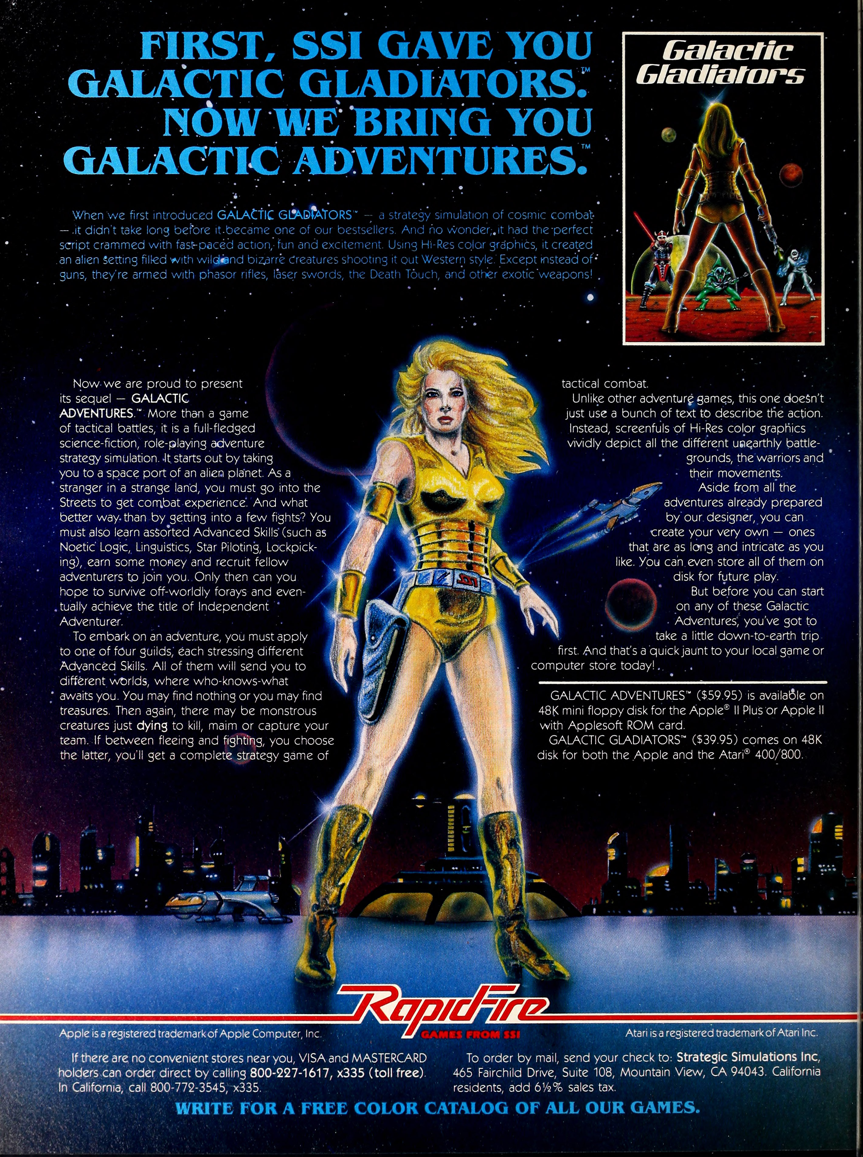 FIRST, SSI GAVE YOU
GALACTIC GLADIATORS.™
NOW WE BRING YOU
GALACTIC ADVENTURES.™
Galactic
Gladiators
When we first introduced GALACTIC GLADIATORS™ — a strategy simulation of cosmic combat
— it didn't take long before it became one of our bestsellers. And no wonder, it had the perfect
script crammed with fast-paced action, fun and excitement. Using Hi-Res color graphics, it created
an alien setting filled with wild and bizarre creatures shooting it out Western style. Except instead of
guns, they're armed with phasor rifles, laser swords, the Death Touch, and other exotic weapons!
Now we are proud to present
its sequel — GALACTIC
ADVENTURES.™ More than a game
of tactical battles, it is a full-fledged
science-fiction, role-playing adventure
strategy simulation. It starts out by taking
you to a space port of an alien planet. As a
stranger in a strange land, you must go into the
Streets to get combat experience. And what
better way than by getting into a few fights? You
must also learn assorted Advanced Skills (such as
Noetic Logic, Linguistics, Star Piloting, Lockpick-
ing), earn some money and recruit fellow
adventurers to join you. Only then can you
hope to survive off-worldly forays and even-
tually achieve the title of Independent
Adventurer.
To embark on an adventure, you must apply
to one of four guilds, each stressing different
Advanced Skills. All of them will send you to
different worlds, where who-knows-what
awaits you. You may find nothing or you may find
treasures. Then again, there may be monstrous
creatures just dying to kill, maim or capture your
team. If between fleeing and fighting, you choose
the latter, you'll get a complete strategy game of
tactical combat.
Unlike other adventure games, this one doesn't
just use a bunch of text to describe the action.
Instead, screenfuls of Hi-Res color graphics
vividly depict all the different unearthly battle-
grounds, the warriors and
their movements.
Aside from all the
adventures already prepared
by our designer, you can
create your very own — ones
that are as long and intricate as you
like. You can even store all of them on
disk for future play.
But before you can start
on any of these Galactic
Adventures, you've got to
take a little down-to-earth trip
first. And that's a quick jaunt to your local game or
computer store today!
GALACTIC ADVENTURES™ ($59.95) is available on
48K mini floppy disk for the Apple® II Plus or Apple II
with Applesoft ROM card.
GALACTIC GLADIATORS™ ($39.95) comes on 48K
disk for both the Apple and the Atari® 400/800.
SSI
RapidFire
GAMES FROM SSI
Apple is a registered trademark of Apple Computer, Inc.
Atari is a registered trademark of Atari Inc.
If there are no convenient stores near you, VISA and MASTERCARD
holders can order direct by calling 800-227-1617, x335 (toll free).
In California, call 800-772-3545, x335.
To order by mail, send your check to: Strategic Simulations Inc,
465 Fairchild Drive, Suite 108, Mountain View, CA 94043. California
residents, add 6½% sales tax.
WRITE FOR A FREE COLOR CATALOG OF ALL OUR GAMES.